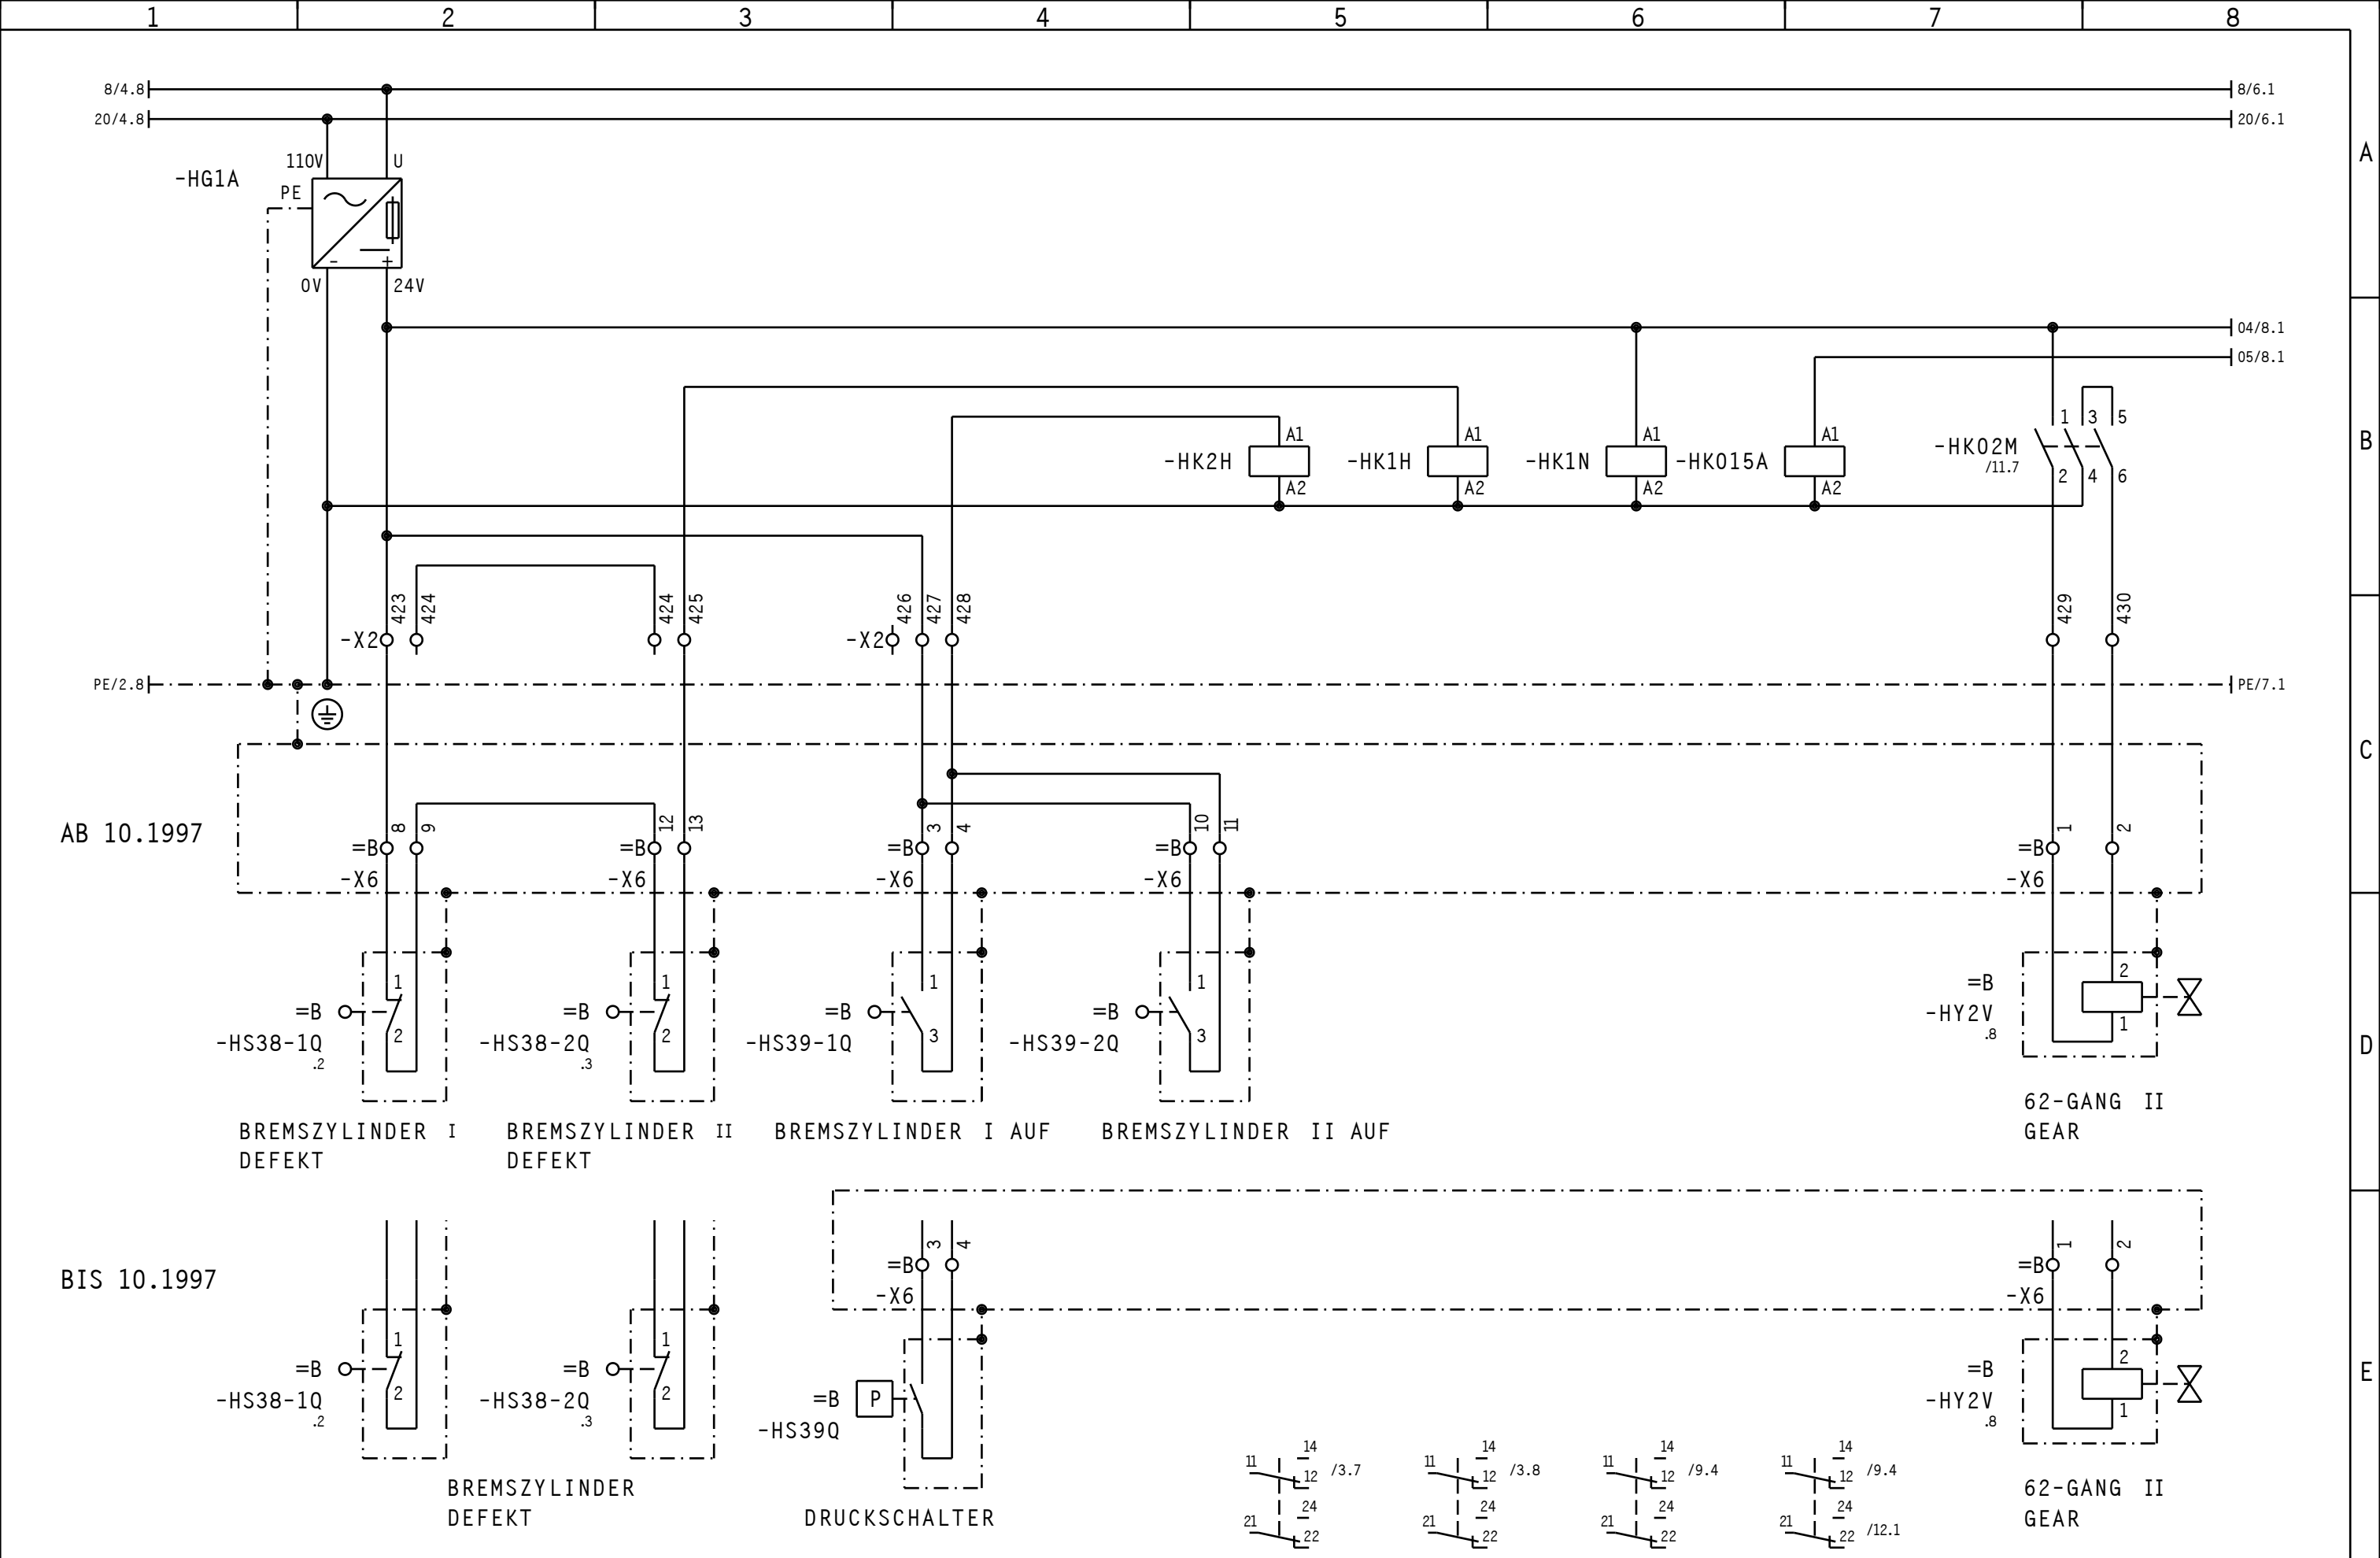 1 2 3 4 5 6 7 8
8/4.8 8/6.1
20/4.8 20/6.1
A
110V U
-HG1A PE
- +
0V 24V
04/8.1
05/8.1
B
1 3 5
A1 A1 A1 A1
-HK2H -HK1H -HK1N -HK015A -HK02M
/11.7
A2 A2 A2 A2 2 4 6
423 424 424 425 426 427 428 429 430
-X2 -X2
PE/2.8 PE/7.1
C
AB 10.1997
8 9 12 13 3 4 10 11 1 2
=B =B =B =B =B
-X6 -X6 -X6 -X6 -X6
D
1 1 1 1 2
=B =B =B =B =B
-HS38-1Q 2 -HS38-2Q 2 -HS39-1Q 3 -HS39-2Q 3 -HY2V 1
.2 .3 .8
62-GANG II
GEAR
BREMSZYLINDER I BREMSZYLINDER II BREMSZYLINDER I AUF BREMSZYLINDER II AUF
DEFEKT DEFEKT
BIS 10.1997
3 4 1 2
=B =B
-X6 -X6
E
1 1 2
=B =B =B
-HS38-1Q 2 -HS38-2Q 2 -HY2V 1
.2 .3 .8
=B P
-HS39Q
BREMSZYLINDER
DEFEKT
DRUCKSCHALTER
62-GANG II
GEAR
14 14 14 14
11 12 /3.7 11 12 /3.8 11 12 /9.4 11 12 /9.4
24 24 24 24
21 22 21 22 21 22 21 22 /12.1